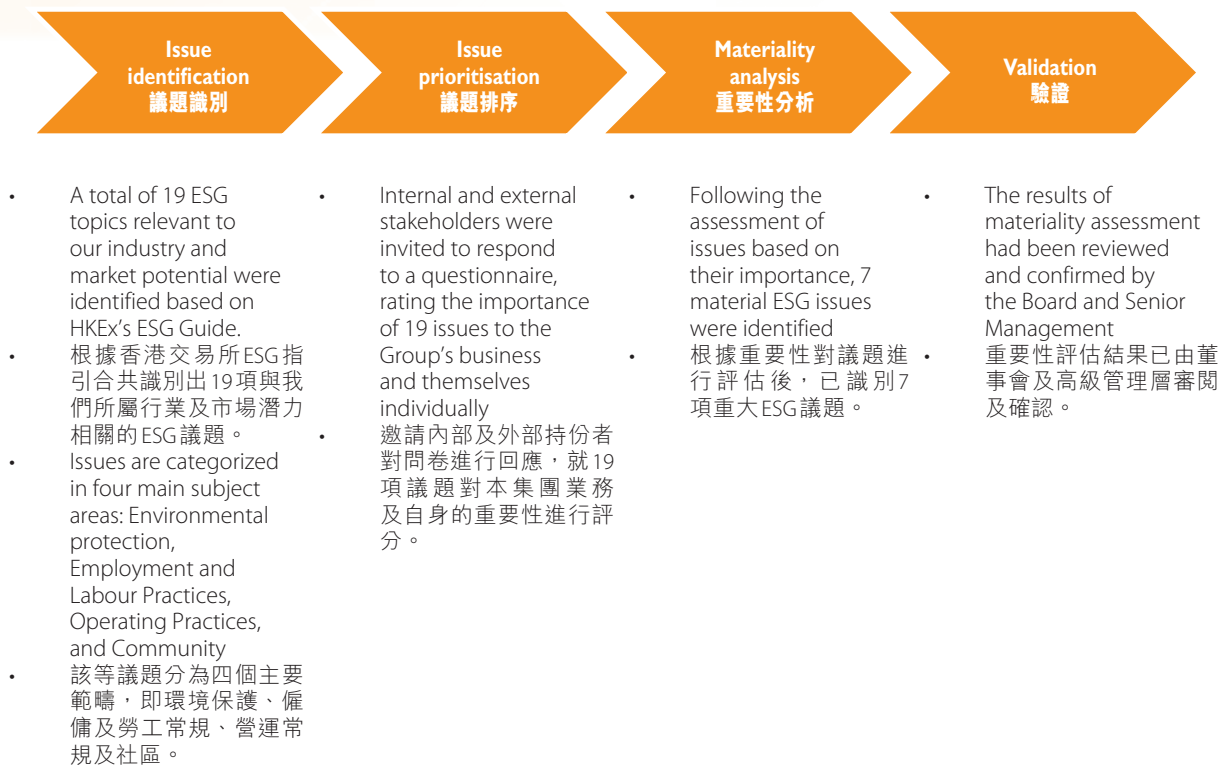 Issue
identification
議題識別
Issue
prioritisation
議題排序
Materiality
analysis
重要性分析
Validation
驗證
• A total of 19 ESG
topics relevant to
our industry and
market potential were
identified based on
HKEx's ESG Guide.
• 根據香港交易所ESG指
引合共識別出19項與我
們所屬行業及市場潛力
相關的ESG議題。
• Issues are categorized
in four main subject
areas: Environmental
protection,
Employment and
Labour Practices,
Operating Practices,
and Community
• 該等議題分為四個主要
範疇，即環境保護、僱
傭及勞工常規、營運常
規及社區。
• Internal and external
stakeholders were
invited to respond
to a questionnaire,
rating the importance
of 19 issues to the
Group's business
and themselves
individually
• 邀請內部及外部持份者
對問卷進行回應，就19
項議題對本集團業務
及自身的重要性進行評
分。
• Following the
assessment of
issues based on
their importance, 7
material ESG issues
were identified
• 根據重要性對議題進
行評估後，已識別7
項重大ESG議題。
• The results of
materiality assessment
had been reviewed
and confirmed by
the Board and Senior
Management
• 重要性評估結果已由董
事會及高級管理層審閱
及確認。